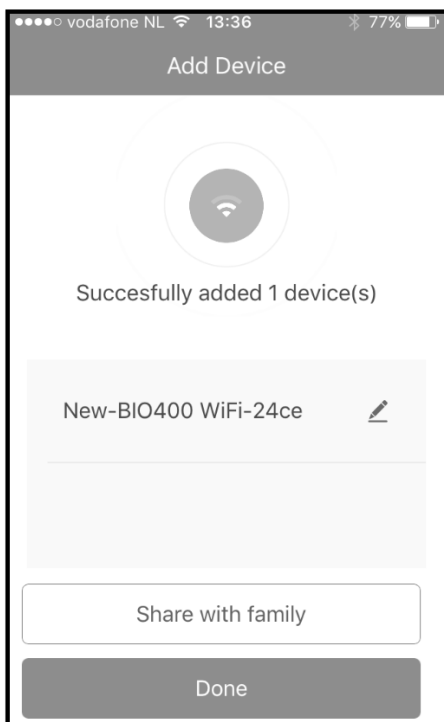 vodafone NL 13:36 77%
Add Device
Succesfully added 1 device(s)
New-BIO400 WiFi-24ce
Share with family
Done